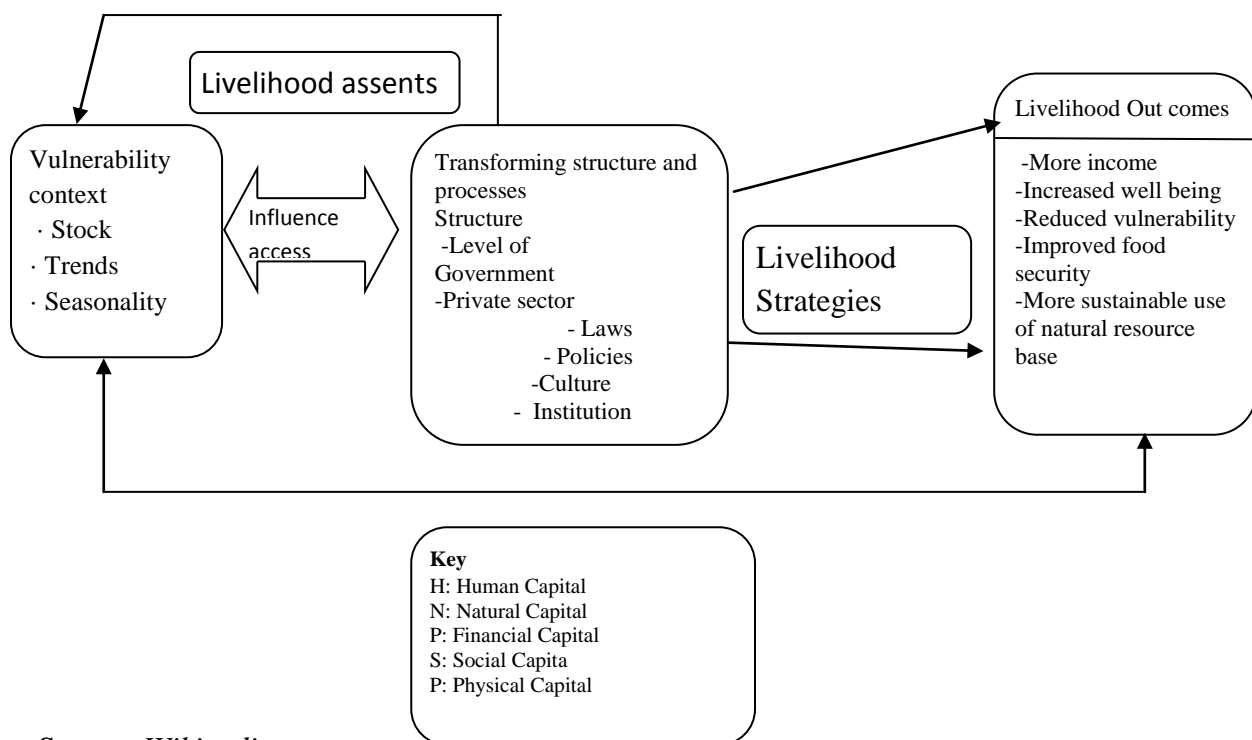 Livelihood assents
Vulnerability
context
· Stock
· Trends
· Seasonality
Influence
access
Transforming structure and
processes
Structure
-Level of
Government
-Private sector
- Laws
- Policies
-Culture
- Institution
Livelihood
Strategies
Livelihood Out comes
-More income
-Increased well being
-Reduced vulnerability
-Improved food
security
-More sustainable use
of natural resource
base
Key
H: Human Capital
N: Natural Capital
P: Financial Capital
S: Social Capita
P: Physical Capital